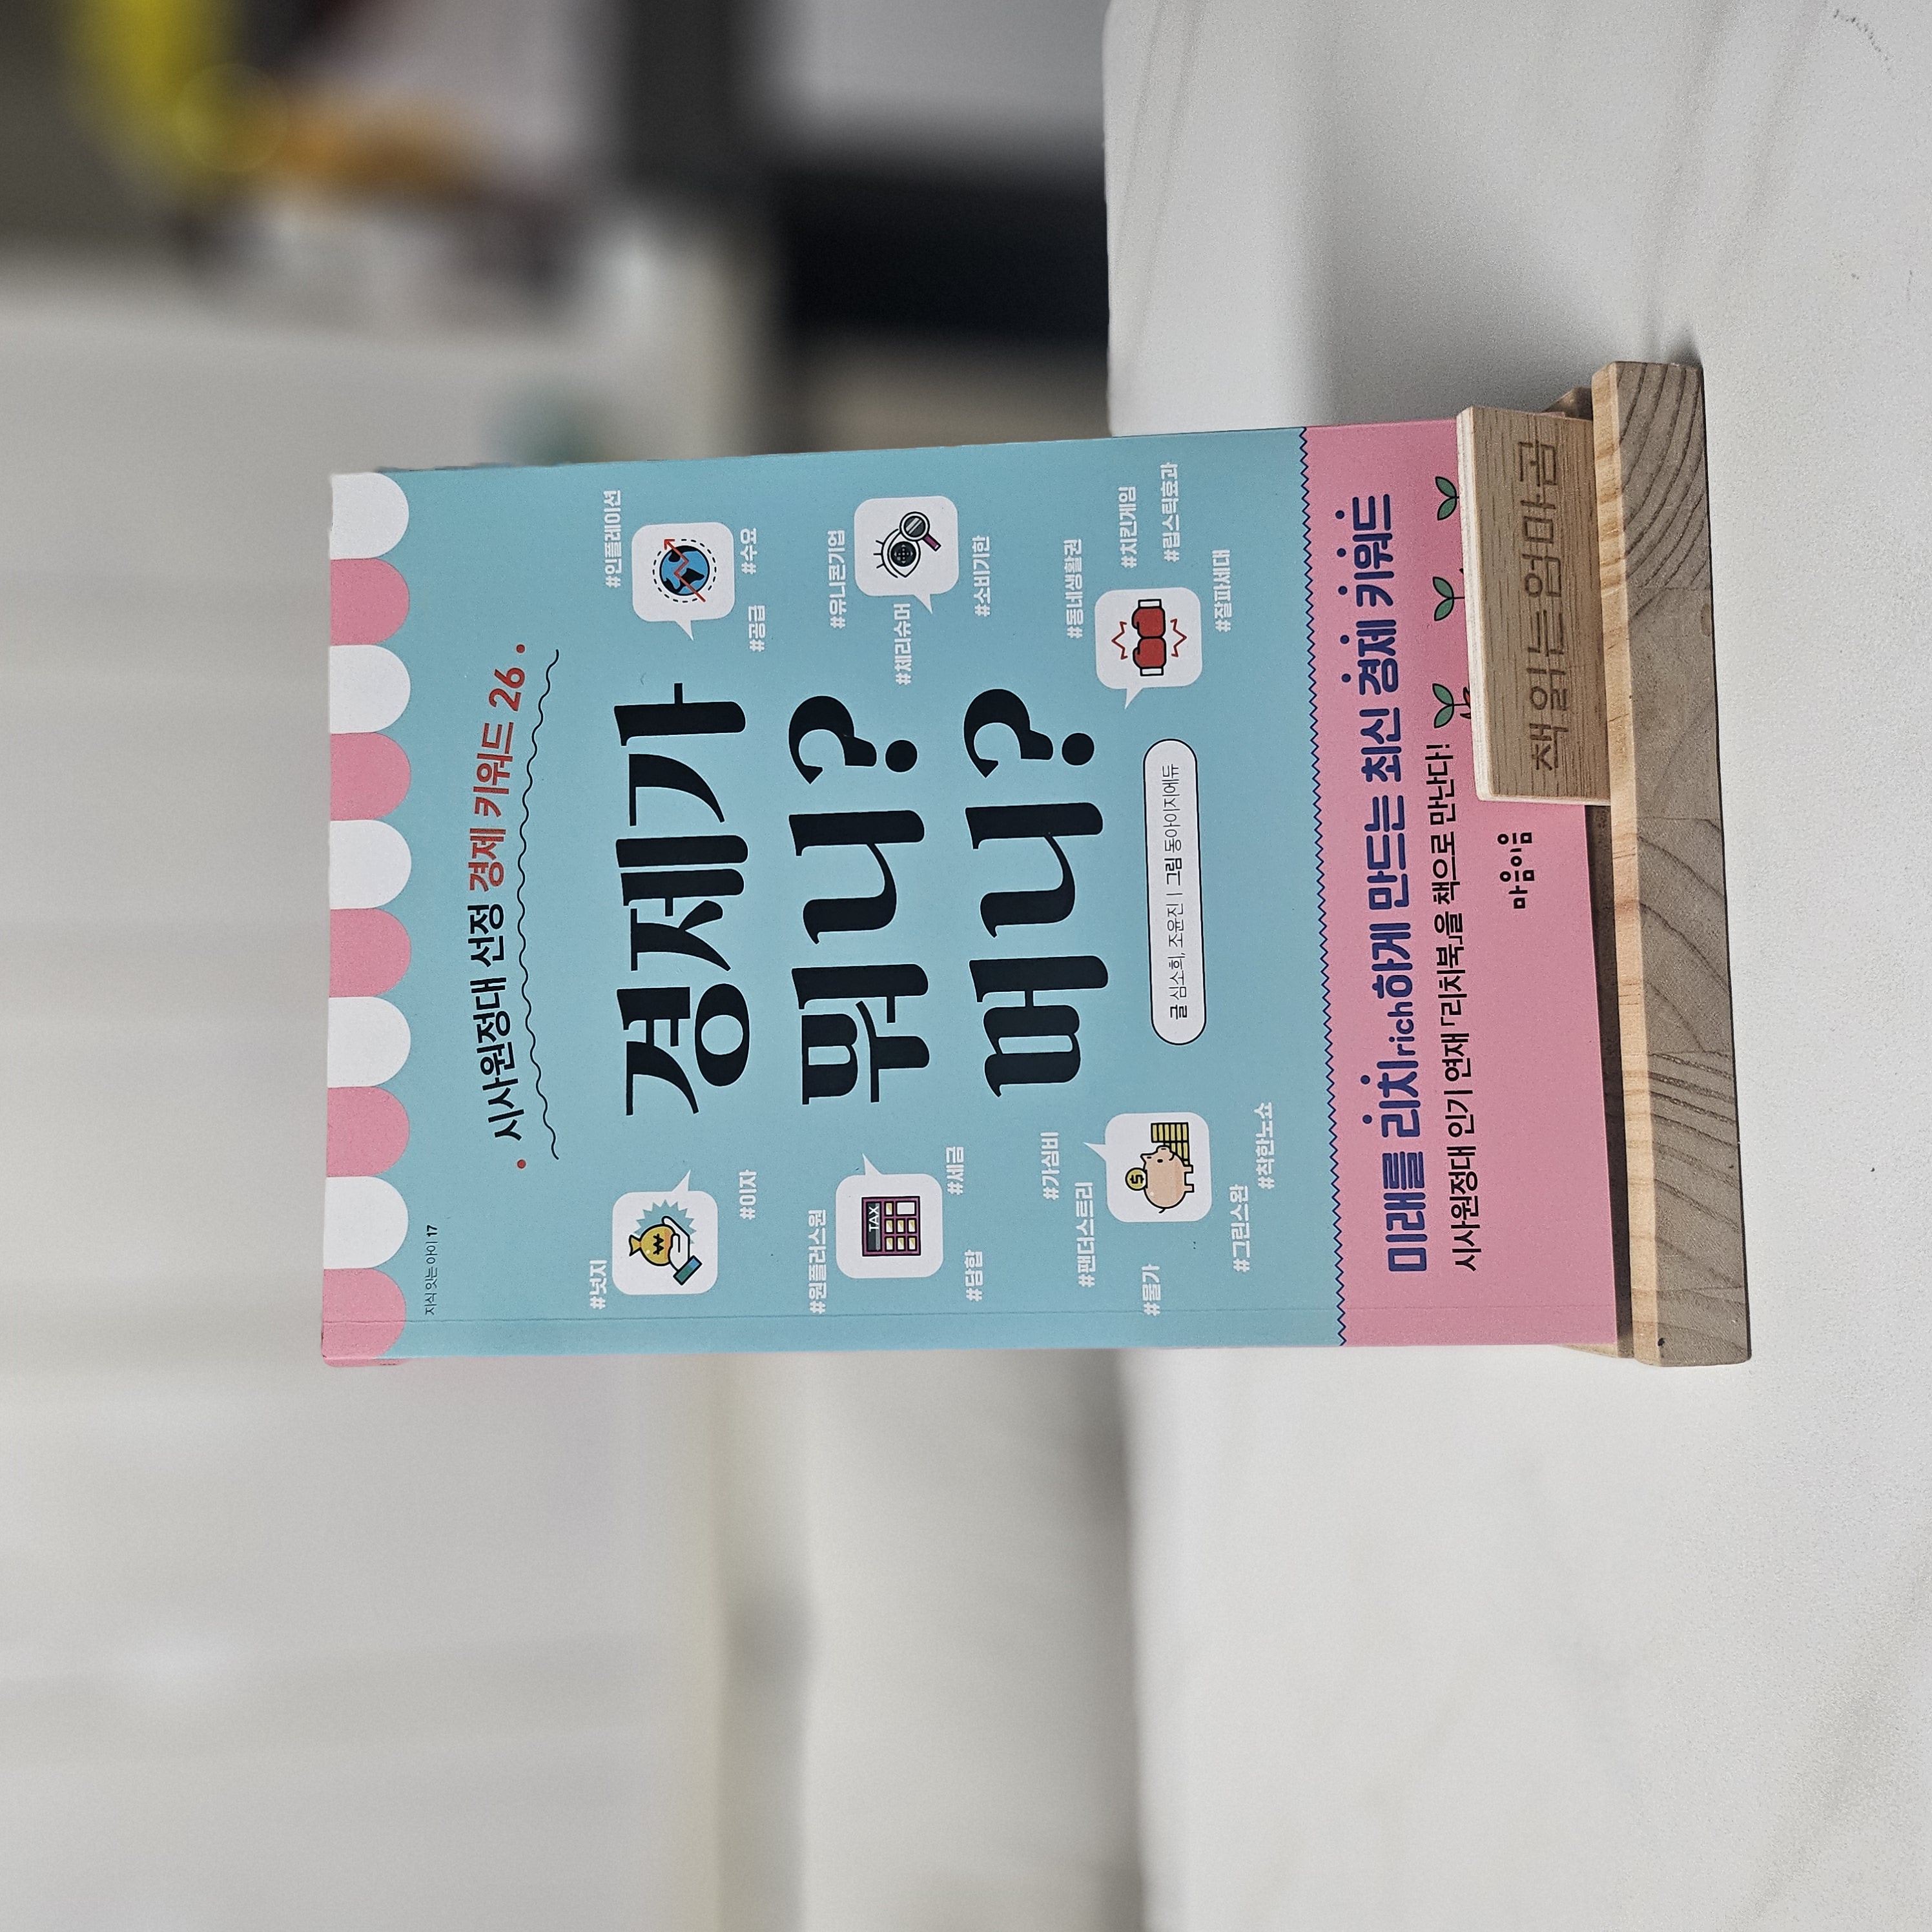 지식 잇는 아이 17
시사원정대 선정 경제 키워드 26
경제가
뭐니?
머니?
#넛지
#이자
#인플레이션
#수요
#공급
#원플러스원
#세금
#담합
#유니콘기업
#체리슈머
#소비기한
TAX
#가심비
#팬더스트리
#물가
#그린스완
#착한노쇼
#동네생활권
#치킨게임
#립스틱효과
#잘파세대
글 심소희, 조윤진 | 그림 동아이지에듀
미래를 리치rich하게 만드는 최신 경제 키워드
시사원정대 인기 연재 「리치북」을 책으로 만난다!
마음이음
책읽는엄마곰